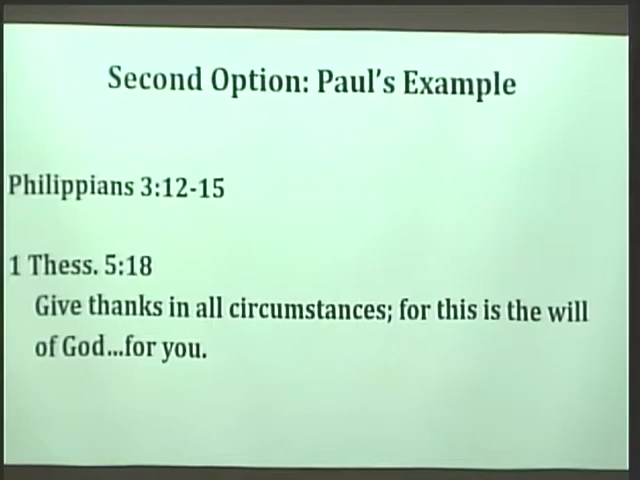 Second Option: Paul's Example
Philippians 3:12-15
1 Thess. 5:18
Give thanks in all circumstances; for this is the will
of God...for you.